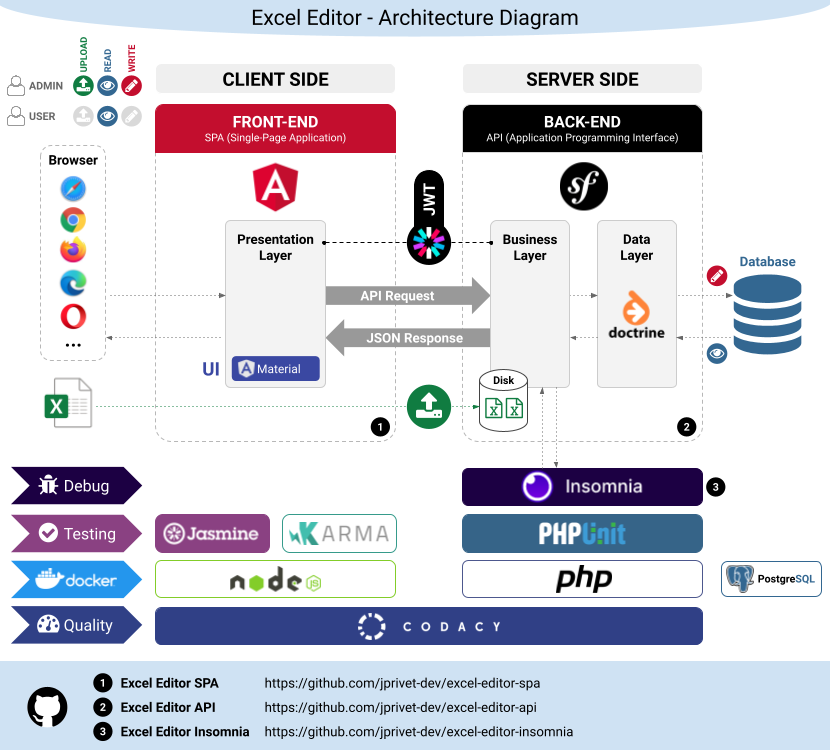 Excel Editor - Architecture Diagram
UPLOAD
READ
WRITE
ADMIN
USER
CLIENT SIDE
SERVER SIDE
FRONT-END
SPA (Single-Page Application)
BACK-END
API (Application Programming Interface)
Browser
...
A
sf
JWT
Presentation
Layer
Business
Layer
Data
Layer
Database
API Request
JSON Response
doctrine
UI
A Material
Disk
X
X X
1
2
Debug
Insomnia
3
Testing
Jasmine
KARMA
PHPUnit
docker
node
JS
php
PostgreSQL
Quality
CODACY
1 Excel Editor SPA https://github.com/jprivet-dev/excel-editor-spa
2 Excel Editor API https://github.com/jprivet-dev/excel-editor-api
3 Excel Editor Insomnia https://github.com/jprivet-dev/excel-editor-insomnia